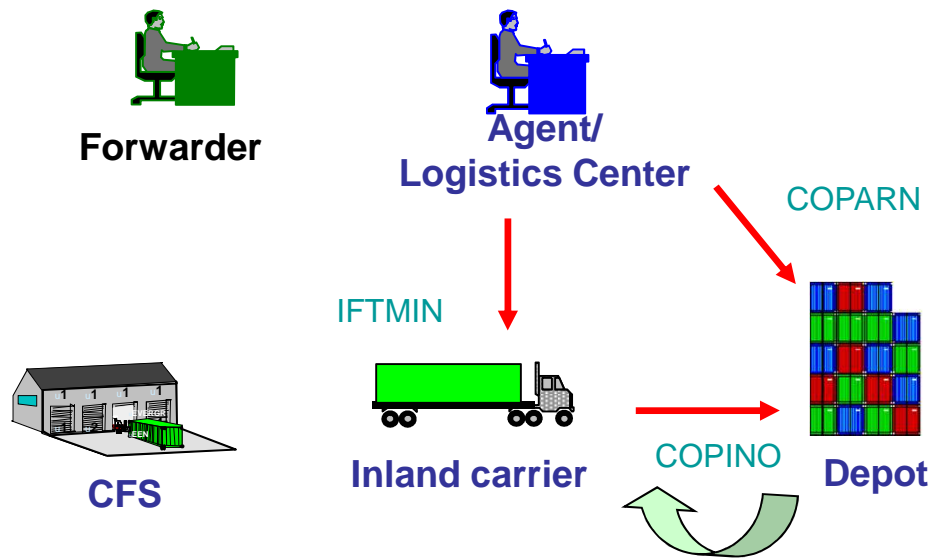 Forwarder
Agent/
Logistics Center
COPARN
IFTMIN
COPINO
CFS
Inland carrier
Depot